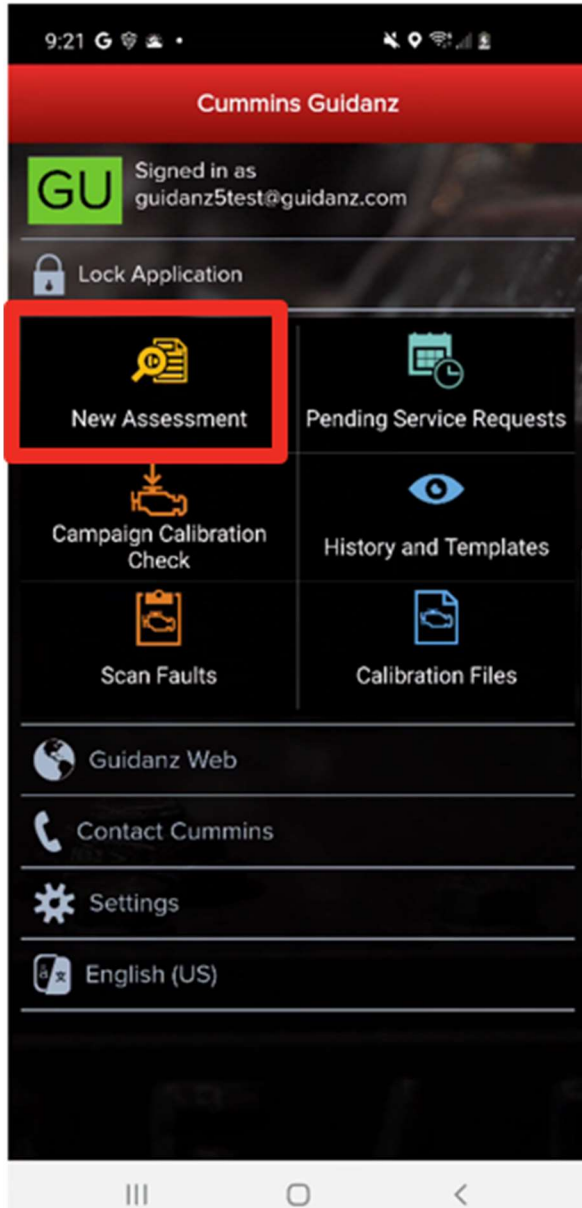 9:21 G
Cummins Guidanz
GU
Signed in as
guidanz5test@guidanz.com
Lock Application
New Assessment
Pending Service Requests
Campaign Calibration
Check
History and Templates
Scan Faults
Calibration Files
Guidanz Web
Contact Cummins
Settings
English (US)